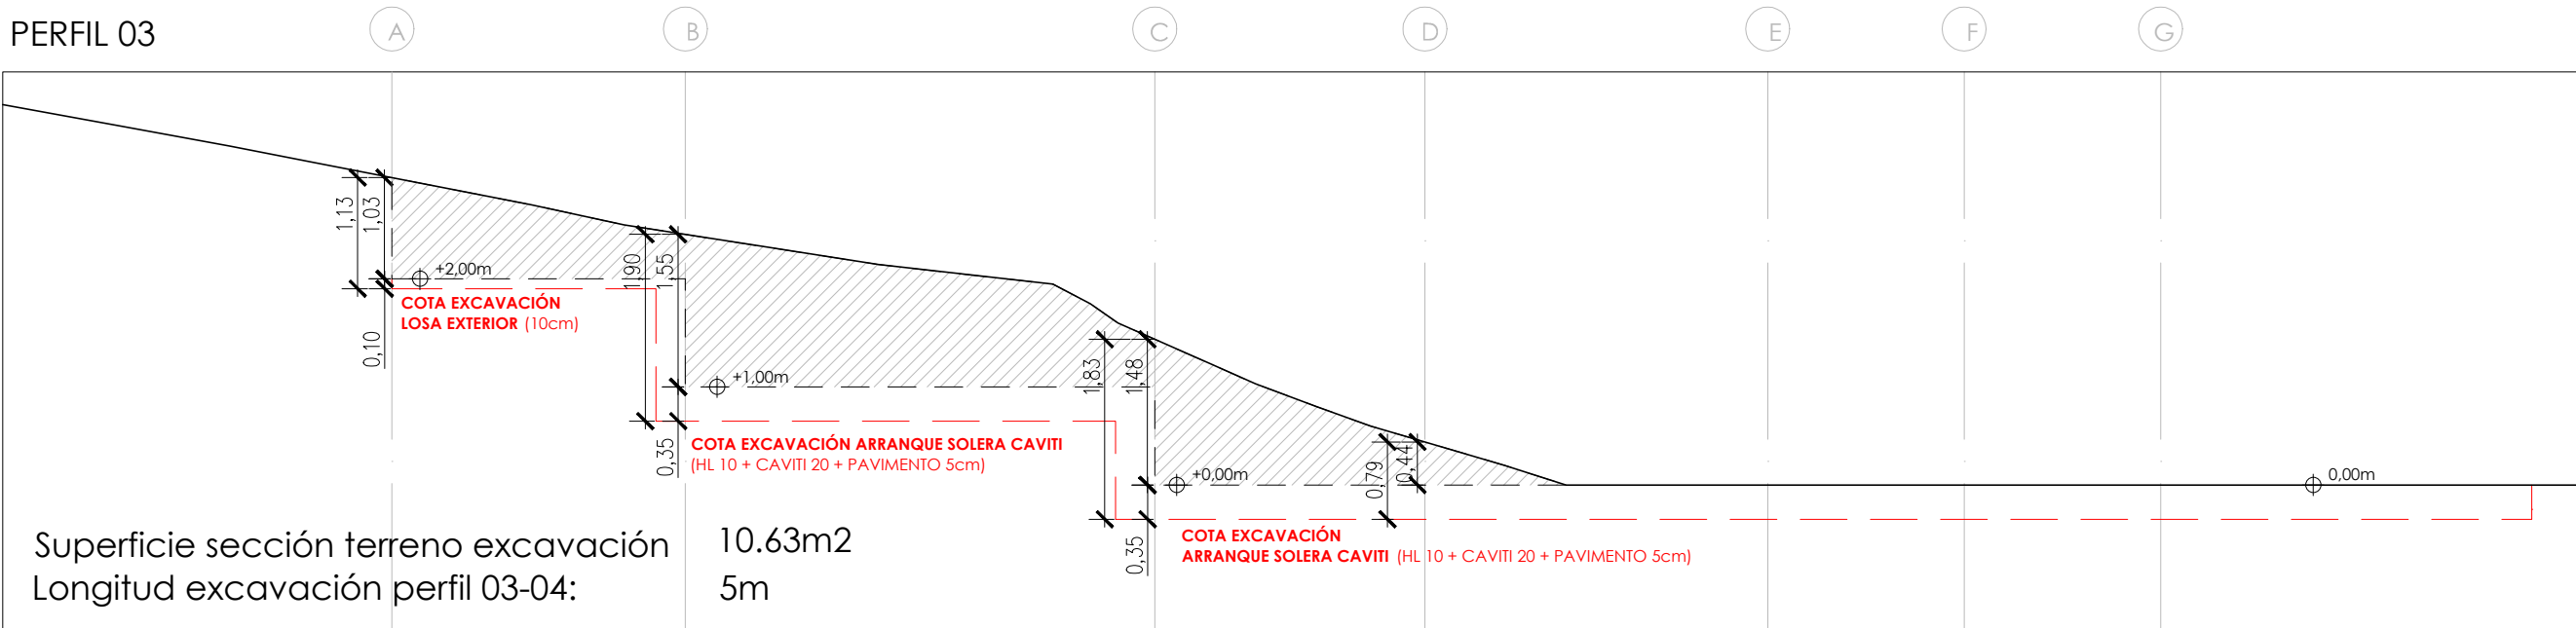 PERFIL 03
A
B
C
D
E
F
G
1,13
1,03
0,10
+2,00m
COTA EXCAVACIÓN
LOSA EXTERIOR (10cm)
1,90
1,55
0,35
+1,00m
COTA EXCAVACIÓN ARRANQUE SOLERA CAVITI
(HL 10 + CAVITI 20 + PAVIMENTO 5cm)
1,83
1,48
0,35
+0,00m
0,79
0,44
0,00m
COTA EXCAVACIÓN
ARRANQUE SOLERA CAVITI (HL 10 + CAVITI 20 + PAVIMENTO 5cm)
Superficie sección terreno excavación 10.63m2
Longitud excavación perfil 03-04: 5m